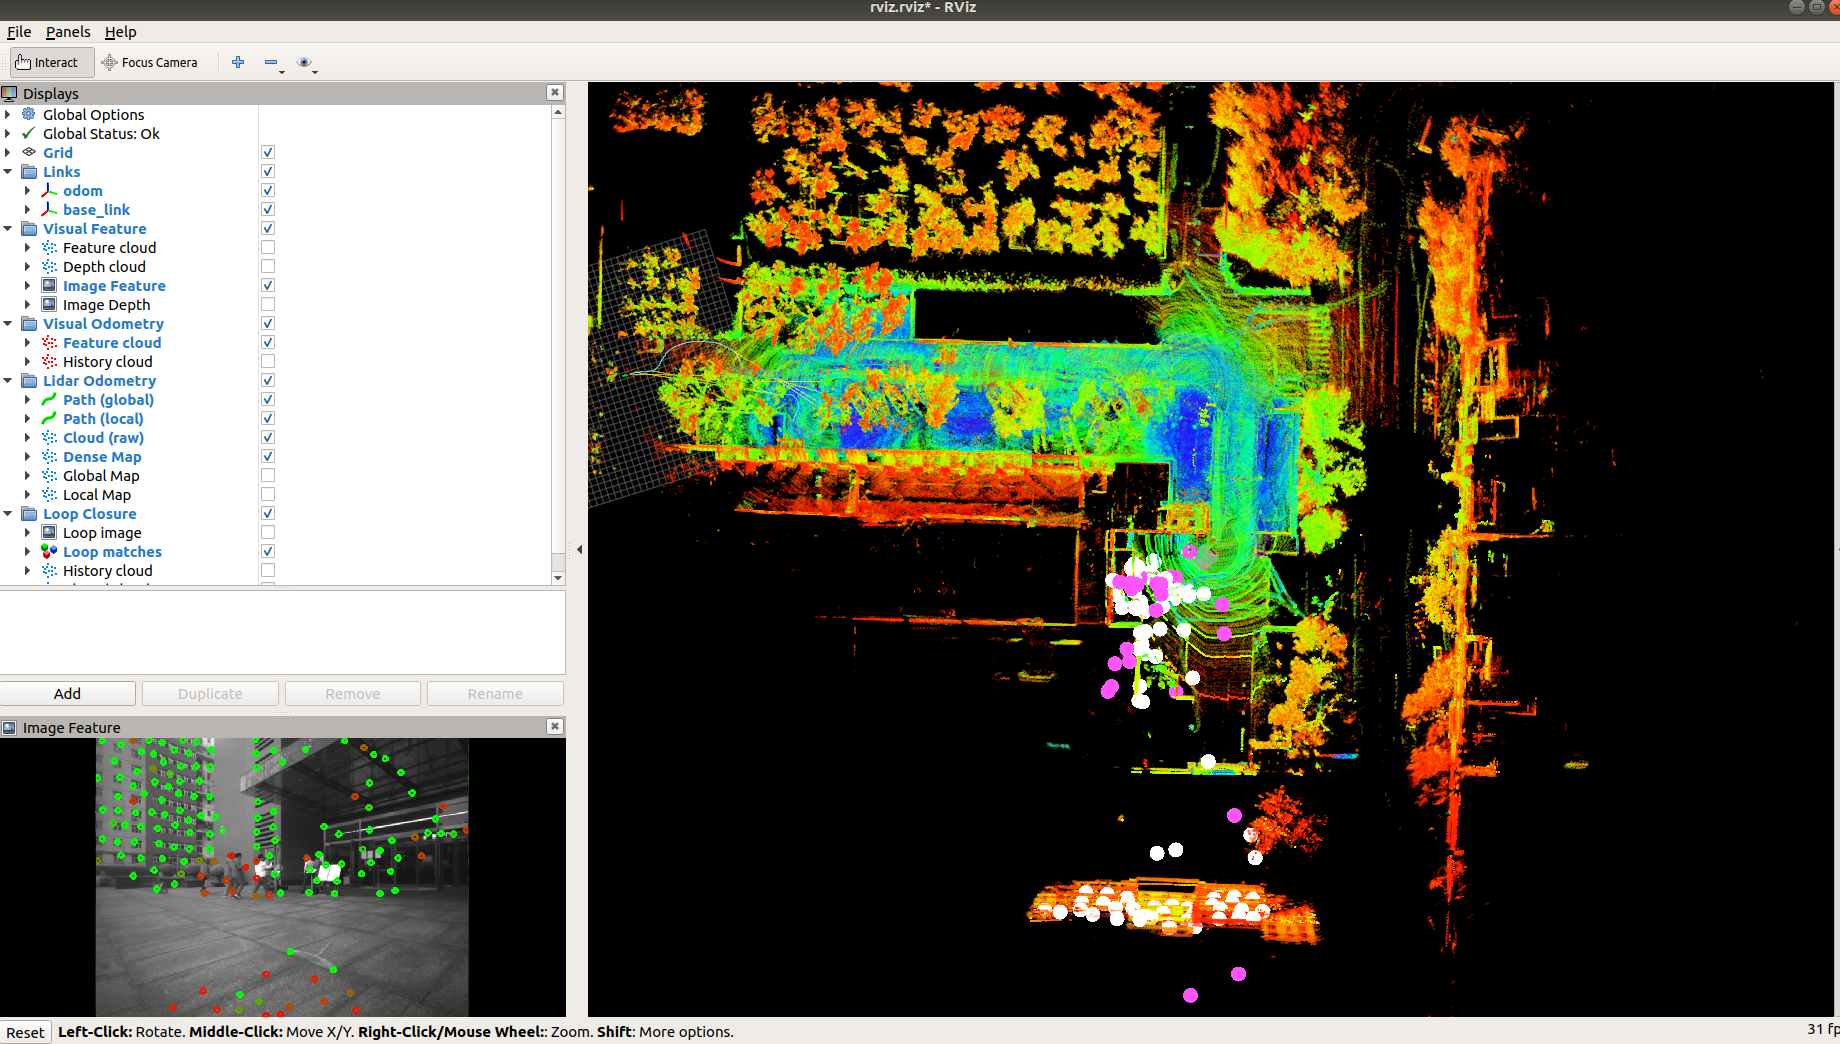 rviz.rviz* - RViz
File Panels Help
Interact Focus Camera
Displays
Global Options
Global Status: Ok
Grid
Links
odom
base_link
Visual Feature
Feature cloud
Depth cloud
Image Feature
Image Depth
Visual Odometry
Feature cloud
History cloud
Lidar Odometry
Path (global)
Path (local)
Cloud (raw)
Dense Map
Global Map
Local Map
Loop Closure
Loop image
Loop matches
History cloud
Add Duplicate Remove Rename
Image Feature
Reset Left-Click: Rotate. Middle-Click: Move X/Y. Right-Click/Mouse Wheel:: Zoom. Shift: More options. 31 fp